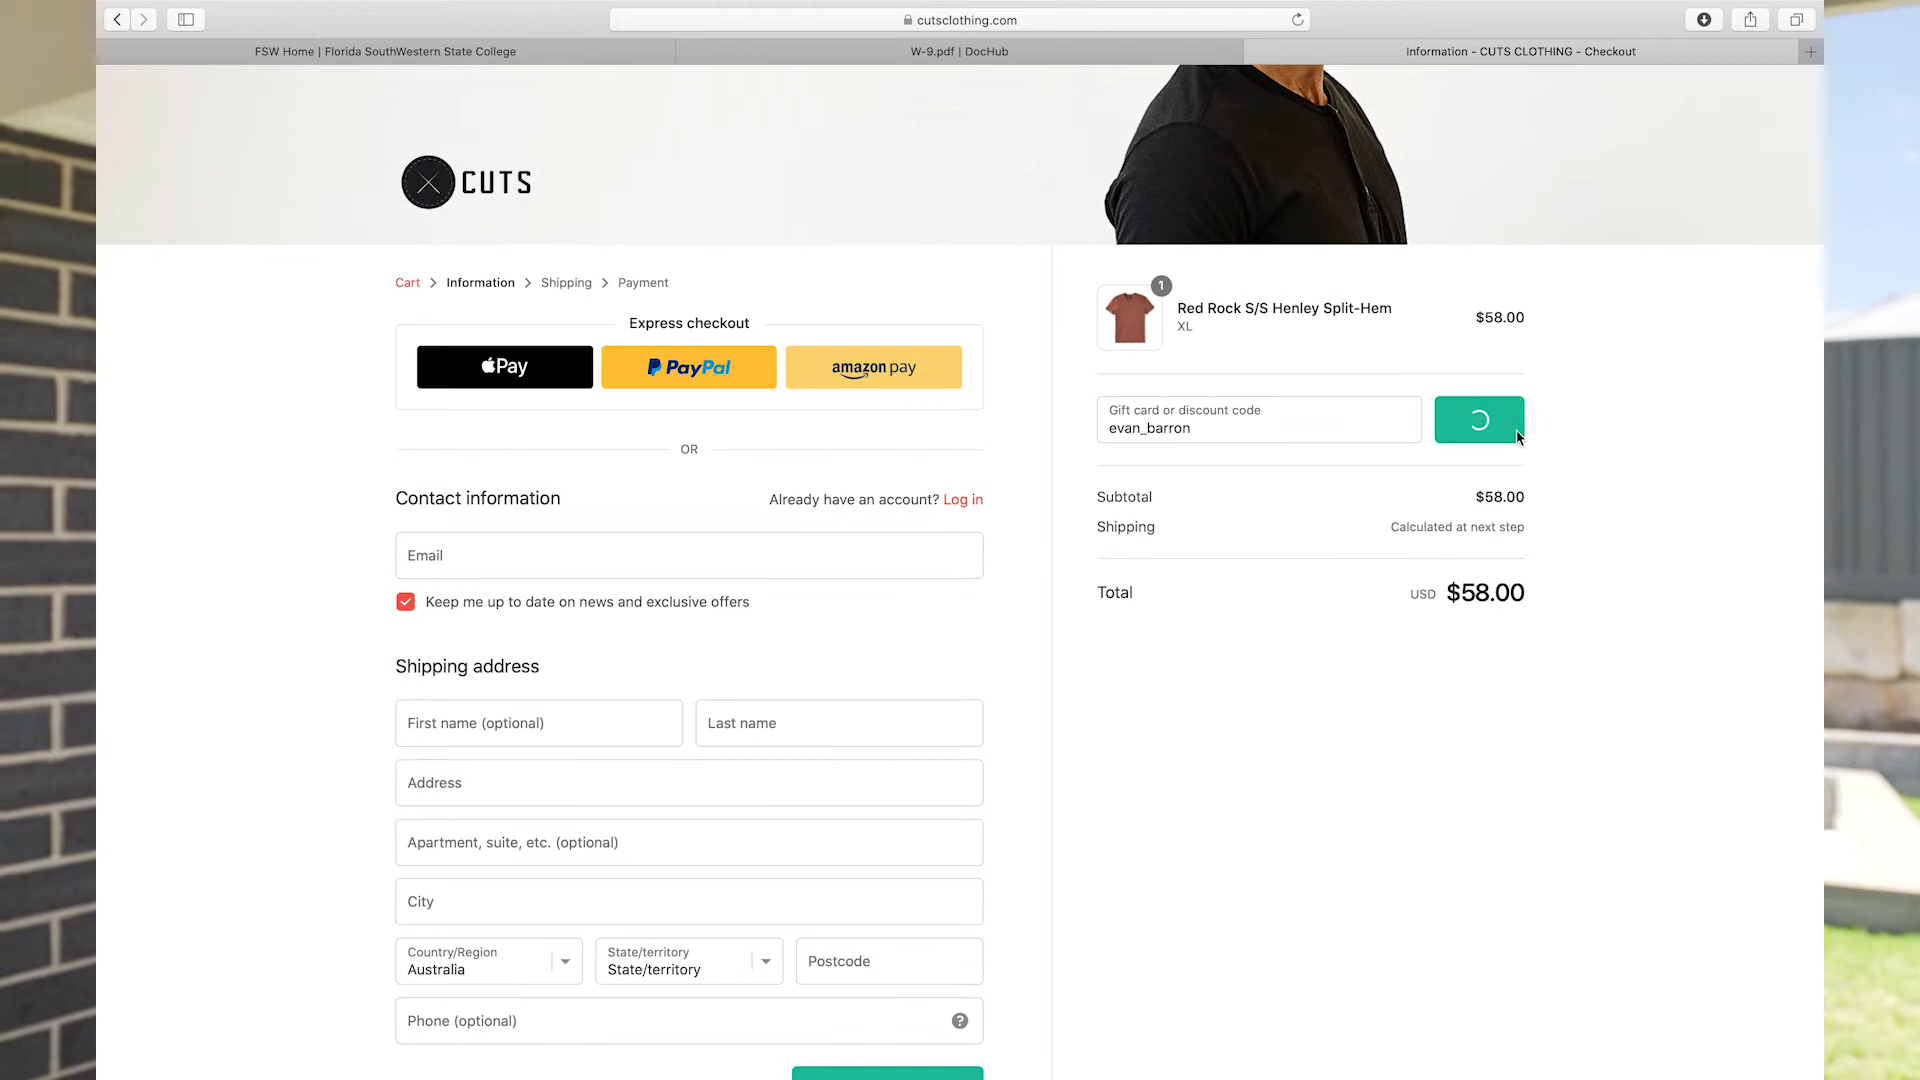 cutsclothing.com
FSW Home | Florida SouthWestern State College
W-9.pdf | DocHub
Information - CUTS CLOTHING - Checkout
CUTS
Cart > Information > Shipping > Payment
Express checkout
Pay
PayPal
amazon pay
OR
Contact information
Already have an account? Log in
Email
Keep me up to date on news and exclusive offers
Shipping address
First name (optional)
Last name
Address
Apartment, suite, etc. (optional)
City
Country/Region
Australia
State/territory
State/territory
Postcode
Phone (optional)
?
1
Red Rock S/S Henley Split-Hem
XL
$58.00
Gift card or discount code
evan_barron
Subtotal
$58.00
Shipping
Calculated at next step
Total
USD $58.00